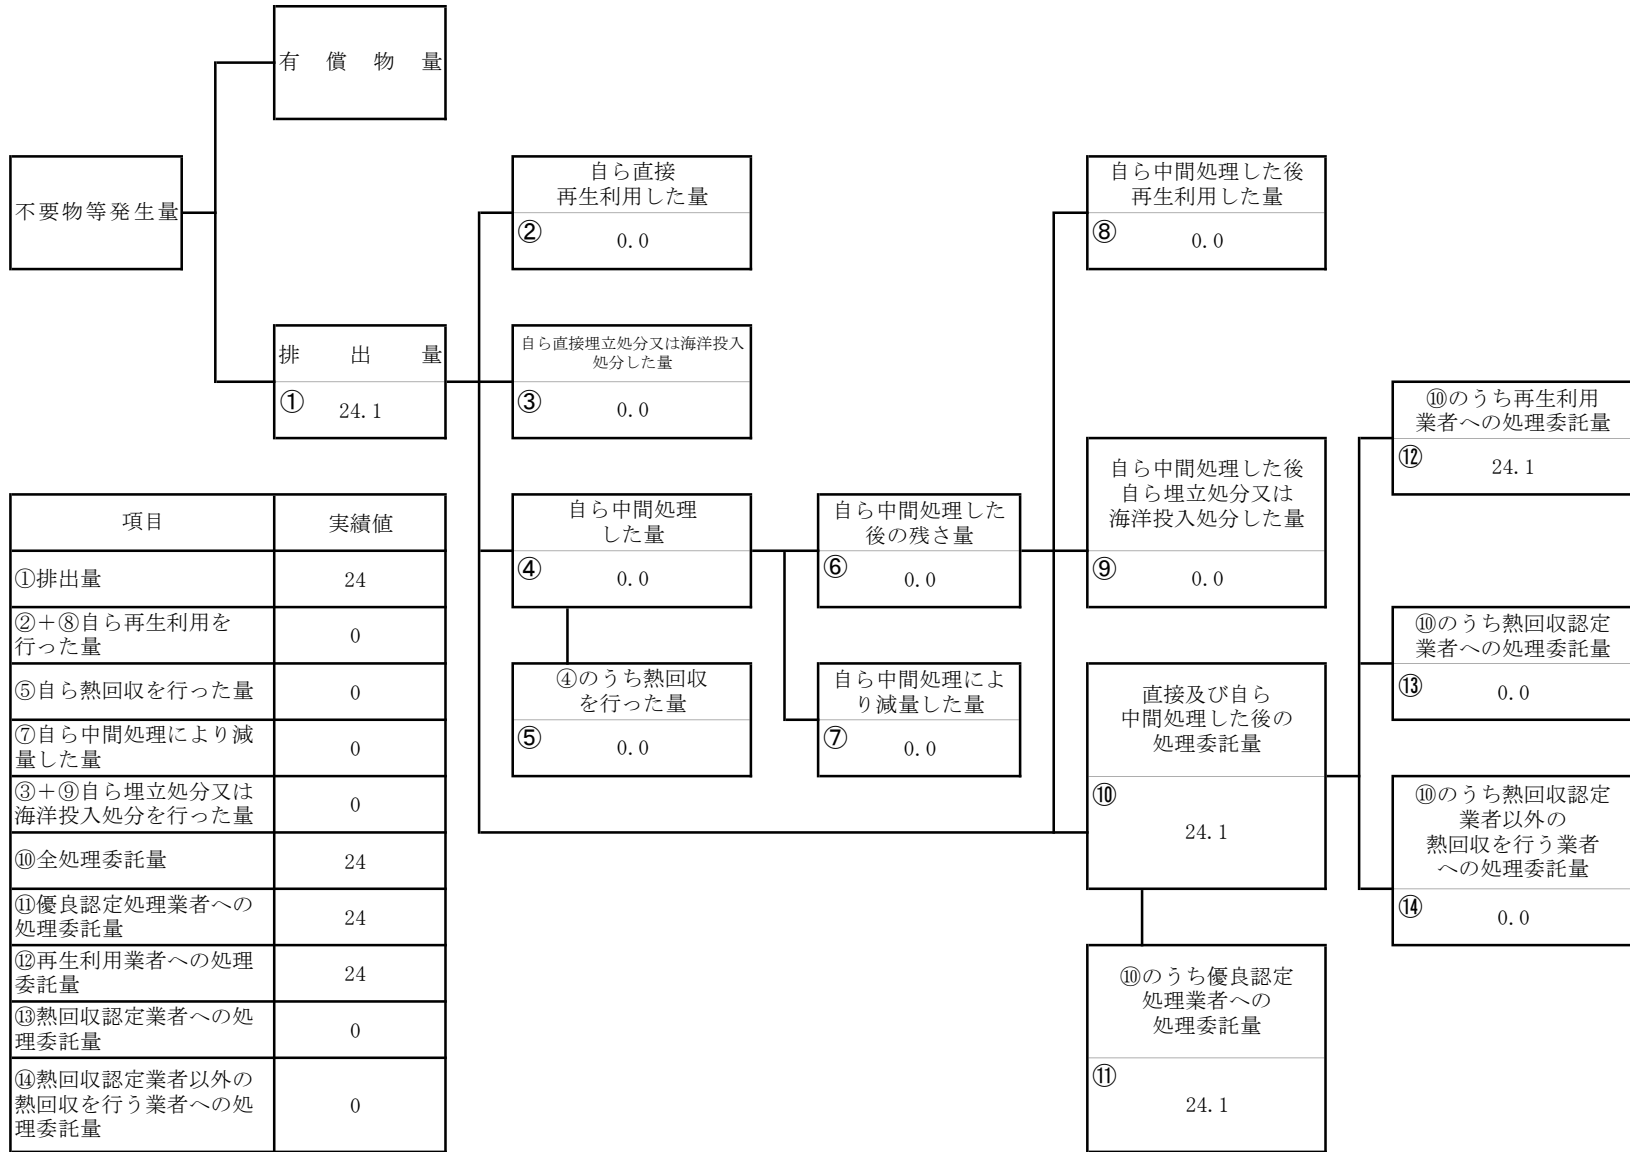 有償物量
不要物等発生量
排出量
①
24.1
自ら直接
再生利用した量
②
0.0
自ら直接埋立処分又は海洋投入
処分した量
③
0.0
自ら中間処理
した量
④
0.0
④のうち熱回収
を行った量
⑤
0.0
自ら中間処理した
後の残さ量
⑥
0.0
自ら中間処理によ
り減量した量
⑦
0.0
自ら中間処理した後
再生利用した量
⑧
0.0
自ら中間処理した後
自ら埋立処分又は
海洋投入処分した量
⑨
0.0
直接及び自ら
中間処理した後の
処理委託量
⑩
24.1
⑩のうち優良認定
処理業者への
処理委託量
⑪
24.1
⑩のうち再生利用
業者への処理委託量
⑫
24.1
⑩のうち熱回収認定
業者への処理委託量
⑬
0.0
⑩のうち熱回収認定
業者以外の
熱回収を行う業者
への処理委託量
⑭
0.0
項目 実績値
①排出量 24
②+⑧自ら再生利用を
行った量 0
⑤自ら熱回収を行った量 0
⑦自ら中間処理により減
量した量 0
③+⑨自ら埋立処分又は
海洋投入処分を行った量 0
⑩全処理委託量 24
⑪優良認定処理業者への
処理委託量 24
⑫再生利用業者への処理
委託量 24
⑬熱回収認定業者への処
理委託量 0
⑭熱回収認定業者以外の
熱回収を行う業者への処
理委託量 0